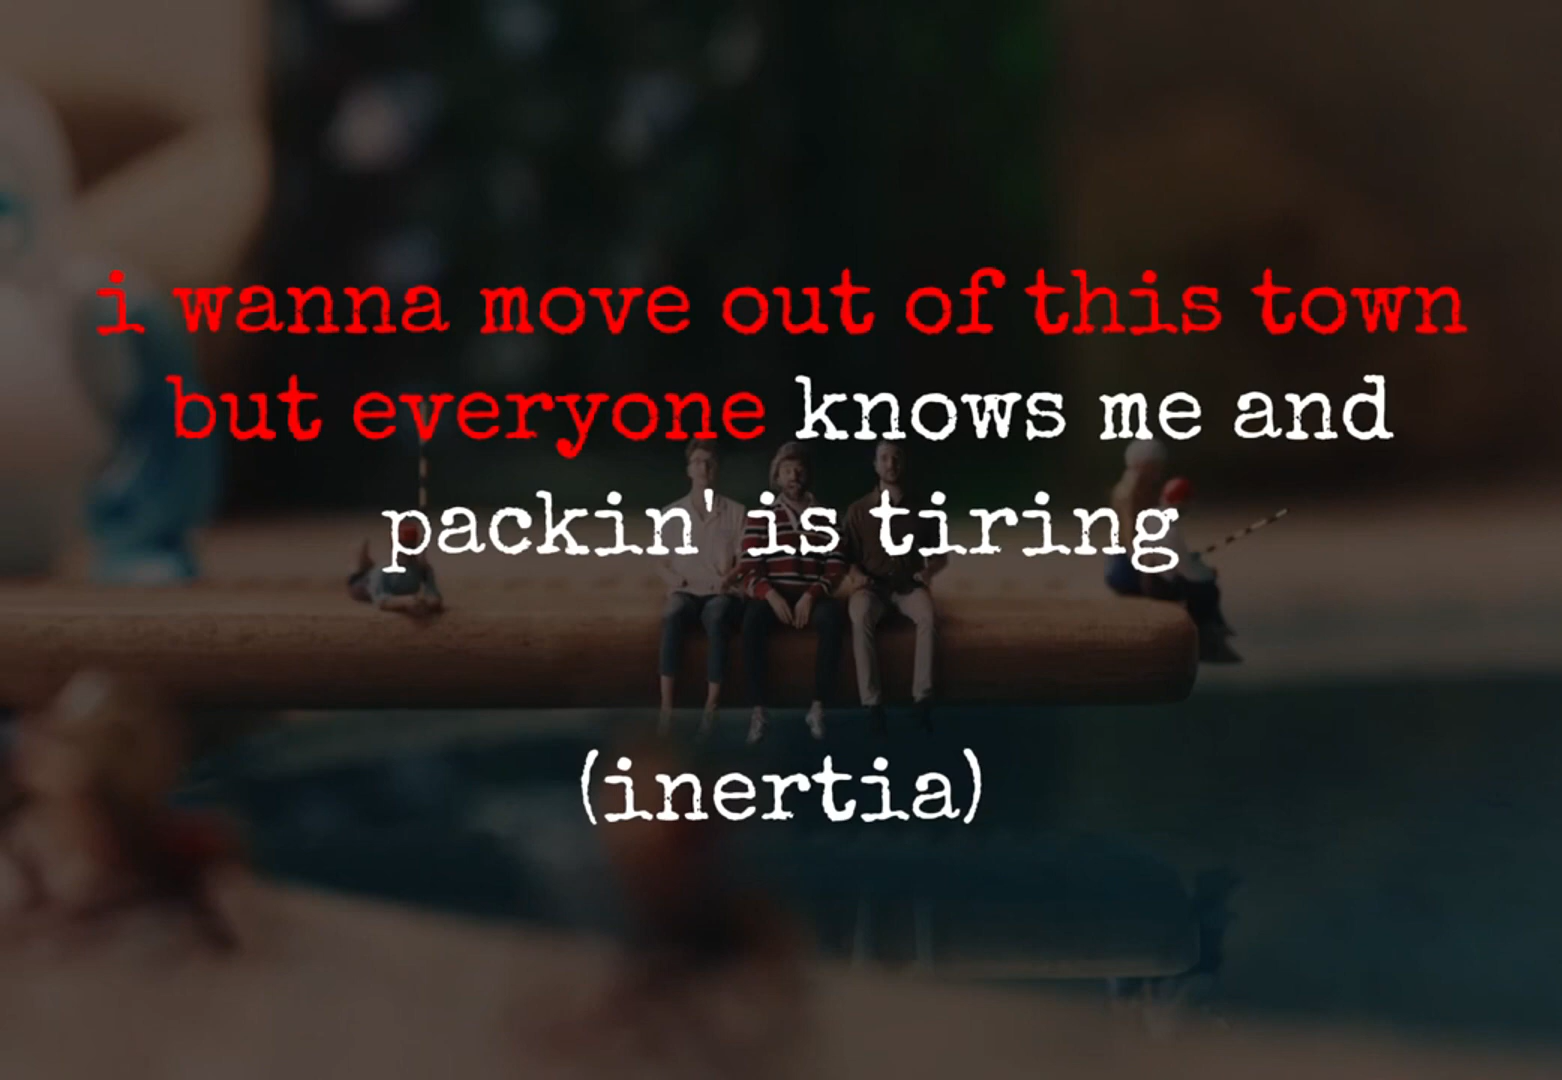 i wanna move out of this town
but everyone knows me and
packin' is tiring
(inertia)